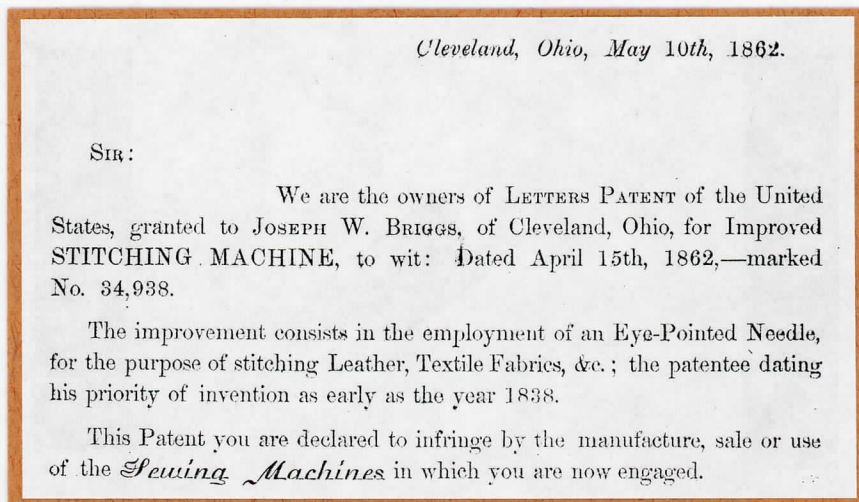 Cleveland, Ohio, May 10th, 1862.
SIR:
We are the owners of LETTERS PATENT of the United
States, granted to JOSEPH W. BRIGGS, of Cleveland, Ohio, for Improved
STITCHING MACHINE, to wit: Dated April 15th, 1862,—marked
No. 34,938.
The improvement consists in the employment of an Eye-Pointed Needle,
for the purpose of stitching Leather, Textile Fabrics, &c.; the patentee dating
his priority of invention as early as the year 1838.
This Patent you are declared to infringe by the manufacture, sale or use
of the Sewing Machines in which you are now engaged.